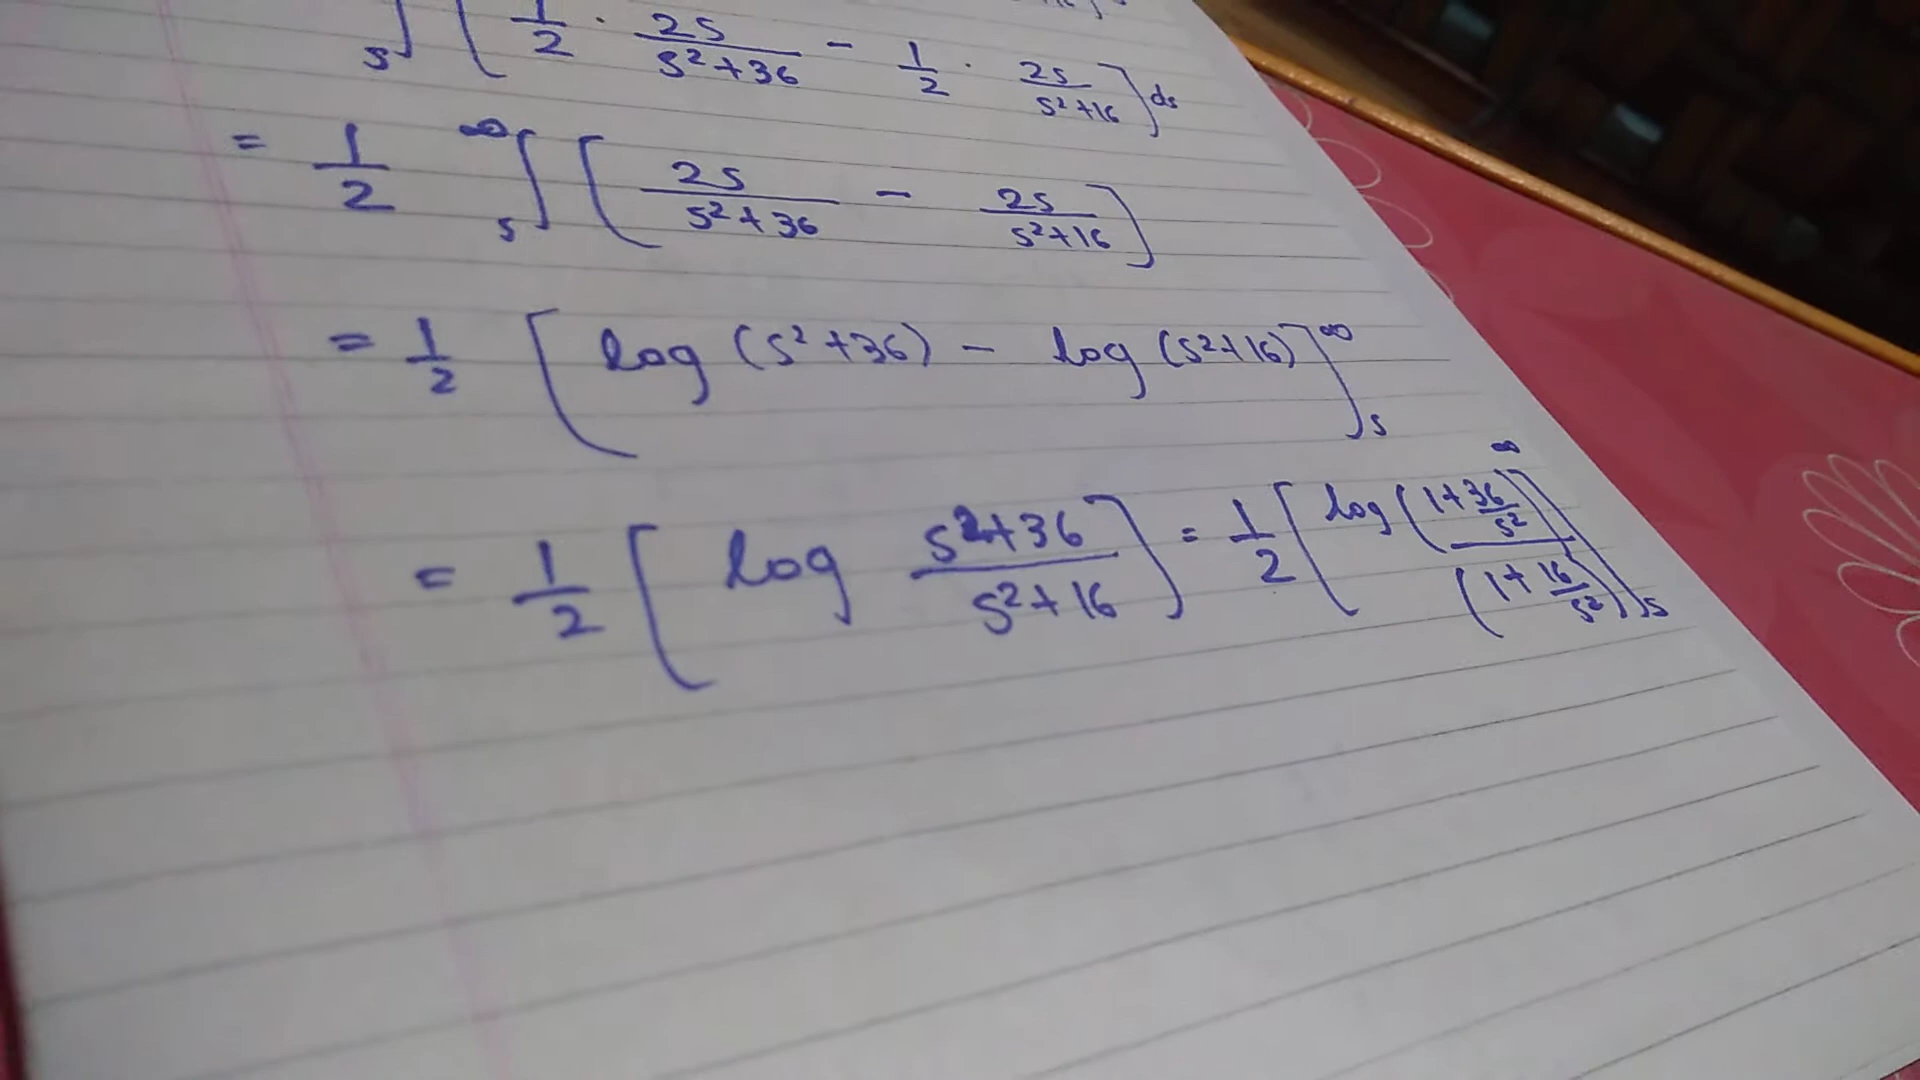 s∫ [ 1/2 · 2s/(s²+36) - 1/2 · 2s/(s²+16) ] ds
= 1/2 ∞∫s [ 2s/(s²+36) - 2s/(s²+16) ]
= 1/2 [ log (s²+36) - log (s²+16) ]∞s
= 1/2 [ log (s²+36)/(s²+16) ] = 1/2 [ log (1+36/s²)/(1+16/s²) ]∞s